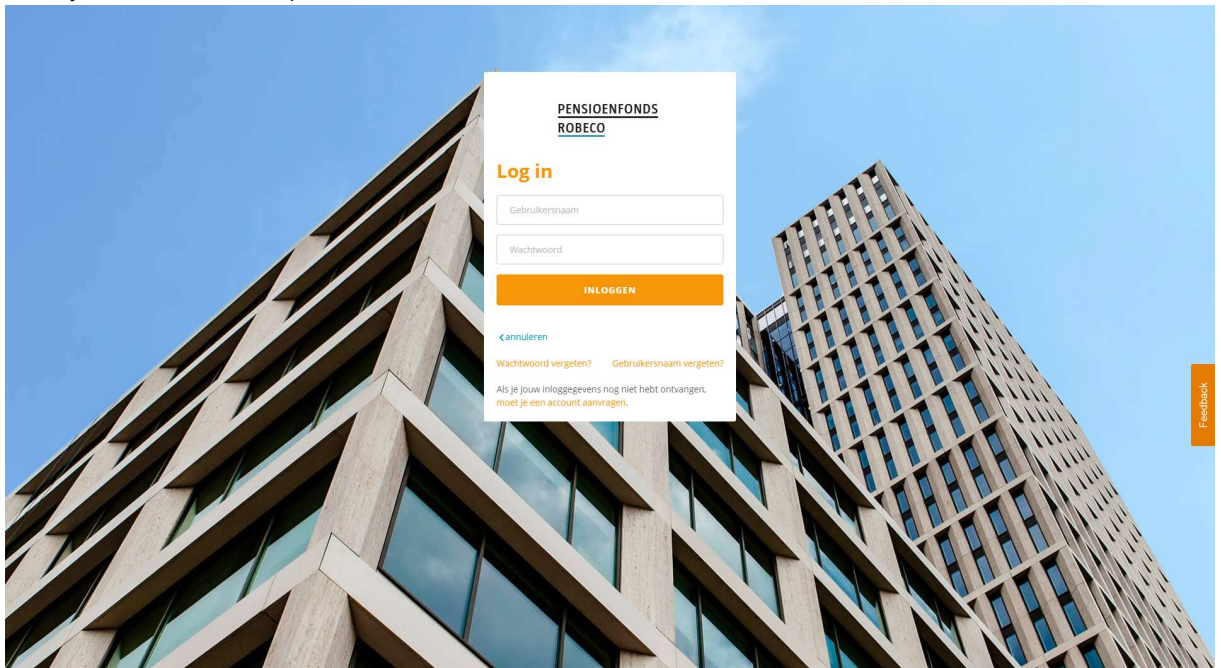 PENSIOENFONDS
ROBECO
Log in
Gebruikersnaam
Wachtwoord
INLOGGEN
annuleren
Wachtwoord vergeten? Gebruikersnaam vergeten?
Als je jouw inloggegevens nog niet hebt ontvangen,
moet je een account aanvragen.
Feedback